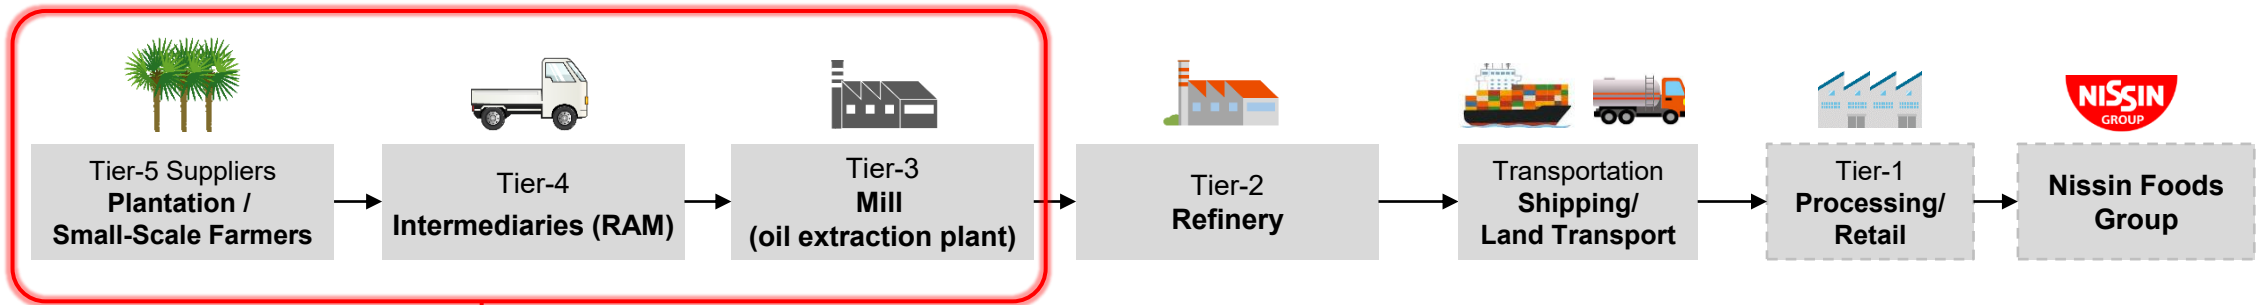 Tier-5 Suppliers
Plantation /
Small-Scale Farmers
Tier-4
Intermediaries (RAM)
Tier-3
Mill
(oil extraction plant)
Tier-2
Refinery
Transportation
Shipping/
Land Transport
Tier-1
Processing/
Retail
NISSIN
GROUP
Nissin Foods
Group